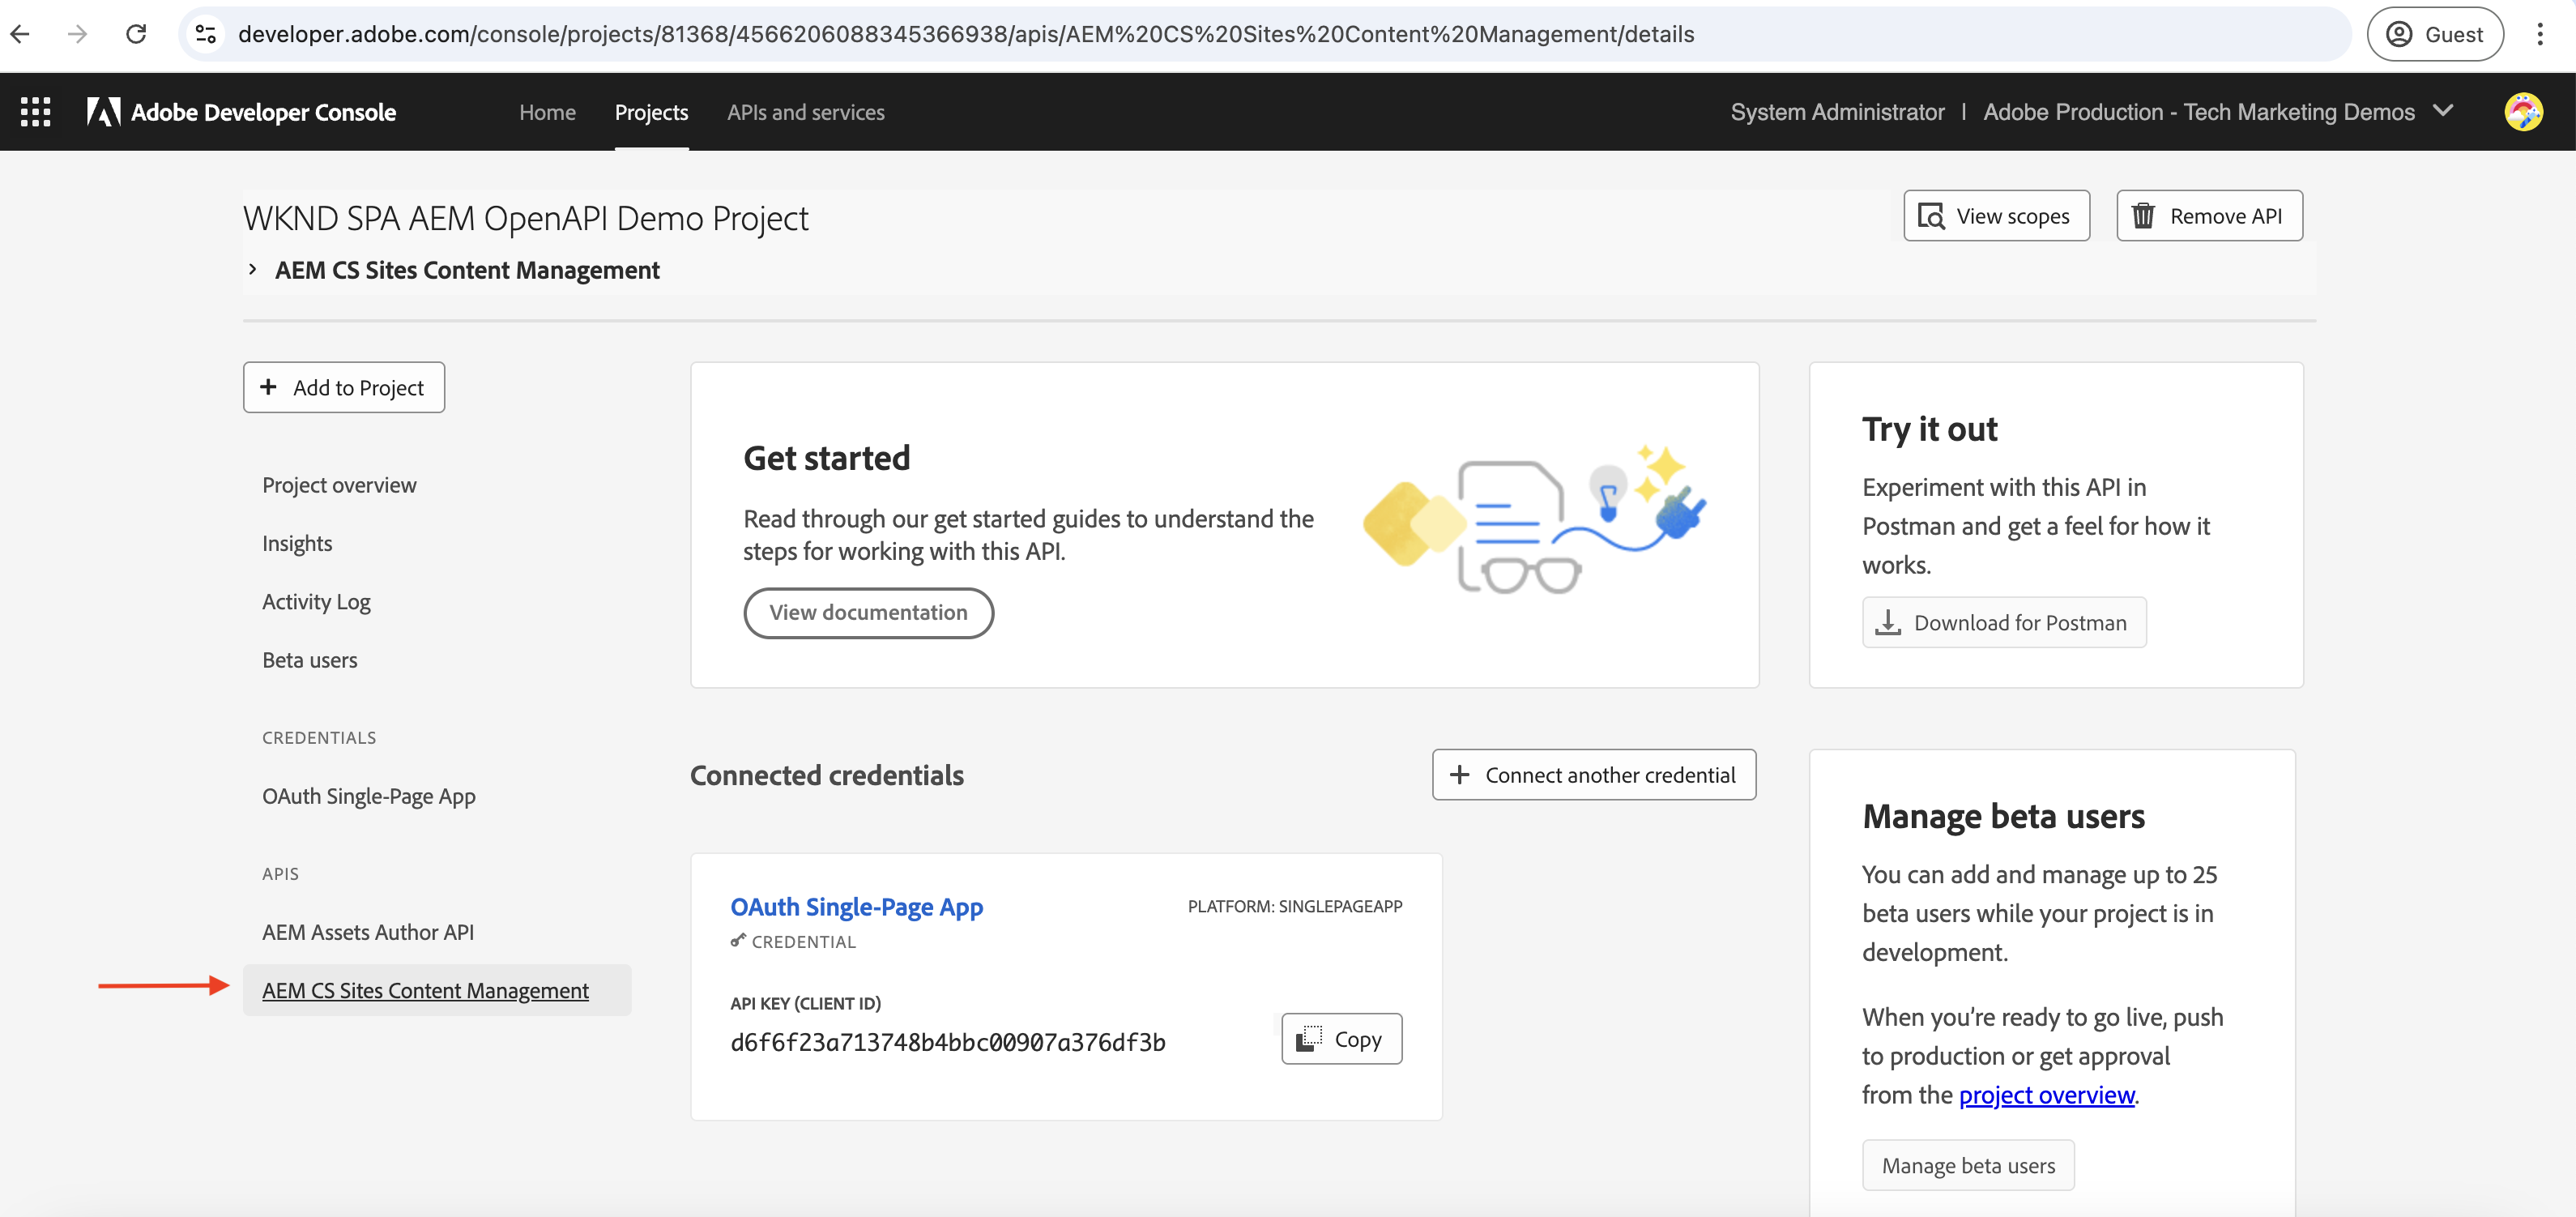 developer.adobe.com/console/projects/81368/4566206088345366938/apis/AEM%20CS%20Sites%20Content%20Management/details
Guest
Adobe Developer Console
Home
Projects
APIs and services
System Administrator | Adobe Production - Tech Marketing Demos
WKND SPA AEM OpenAPI Demo Project
View scopes
Remove API
AEM CS Sites Content Management
Add to Project
Project overview
Insights
Activity Log
Beta users
CREDENTIALS
OAuth Single-Page App
APIS
AEM Assets Author API
AEM CS Sites Content Management
Get started
Read through our get started guides to understand the
steps for working with this API.
View documentation
Try it out
Experiment with this API in
Postman and get a feel for how it
works.
Download for Postman
Connected credentials
Connect another credential
OAuth Single-Page App
PLATFORM: SINGLEPAGEAPP
CREDENTIAL
API KEY (CLIENT ID)
d6f6f23a713748b4bbc00907a376df3b
Copy
Manage beta users
You can add and manage up to 25
beta users while your project is in
development.
When you’re ready to go live, push
to production or get approval
from the project overview.
Manage beta users